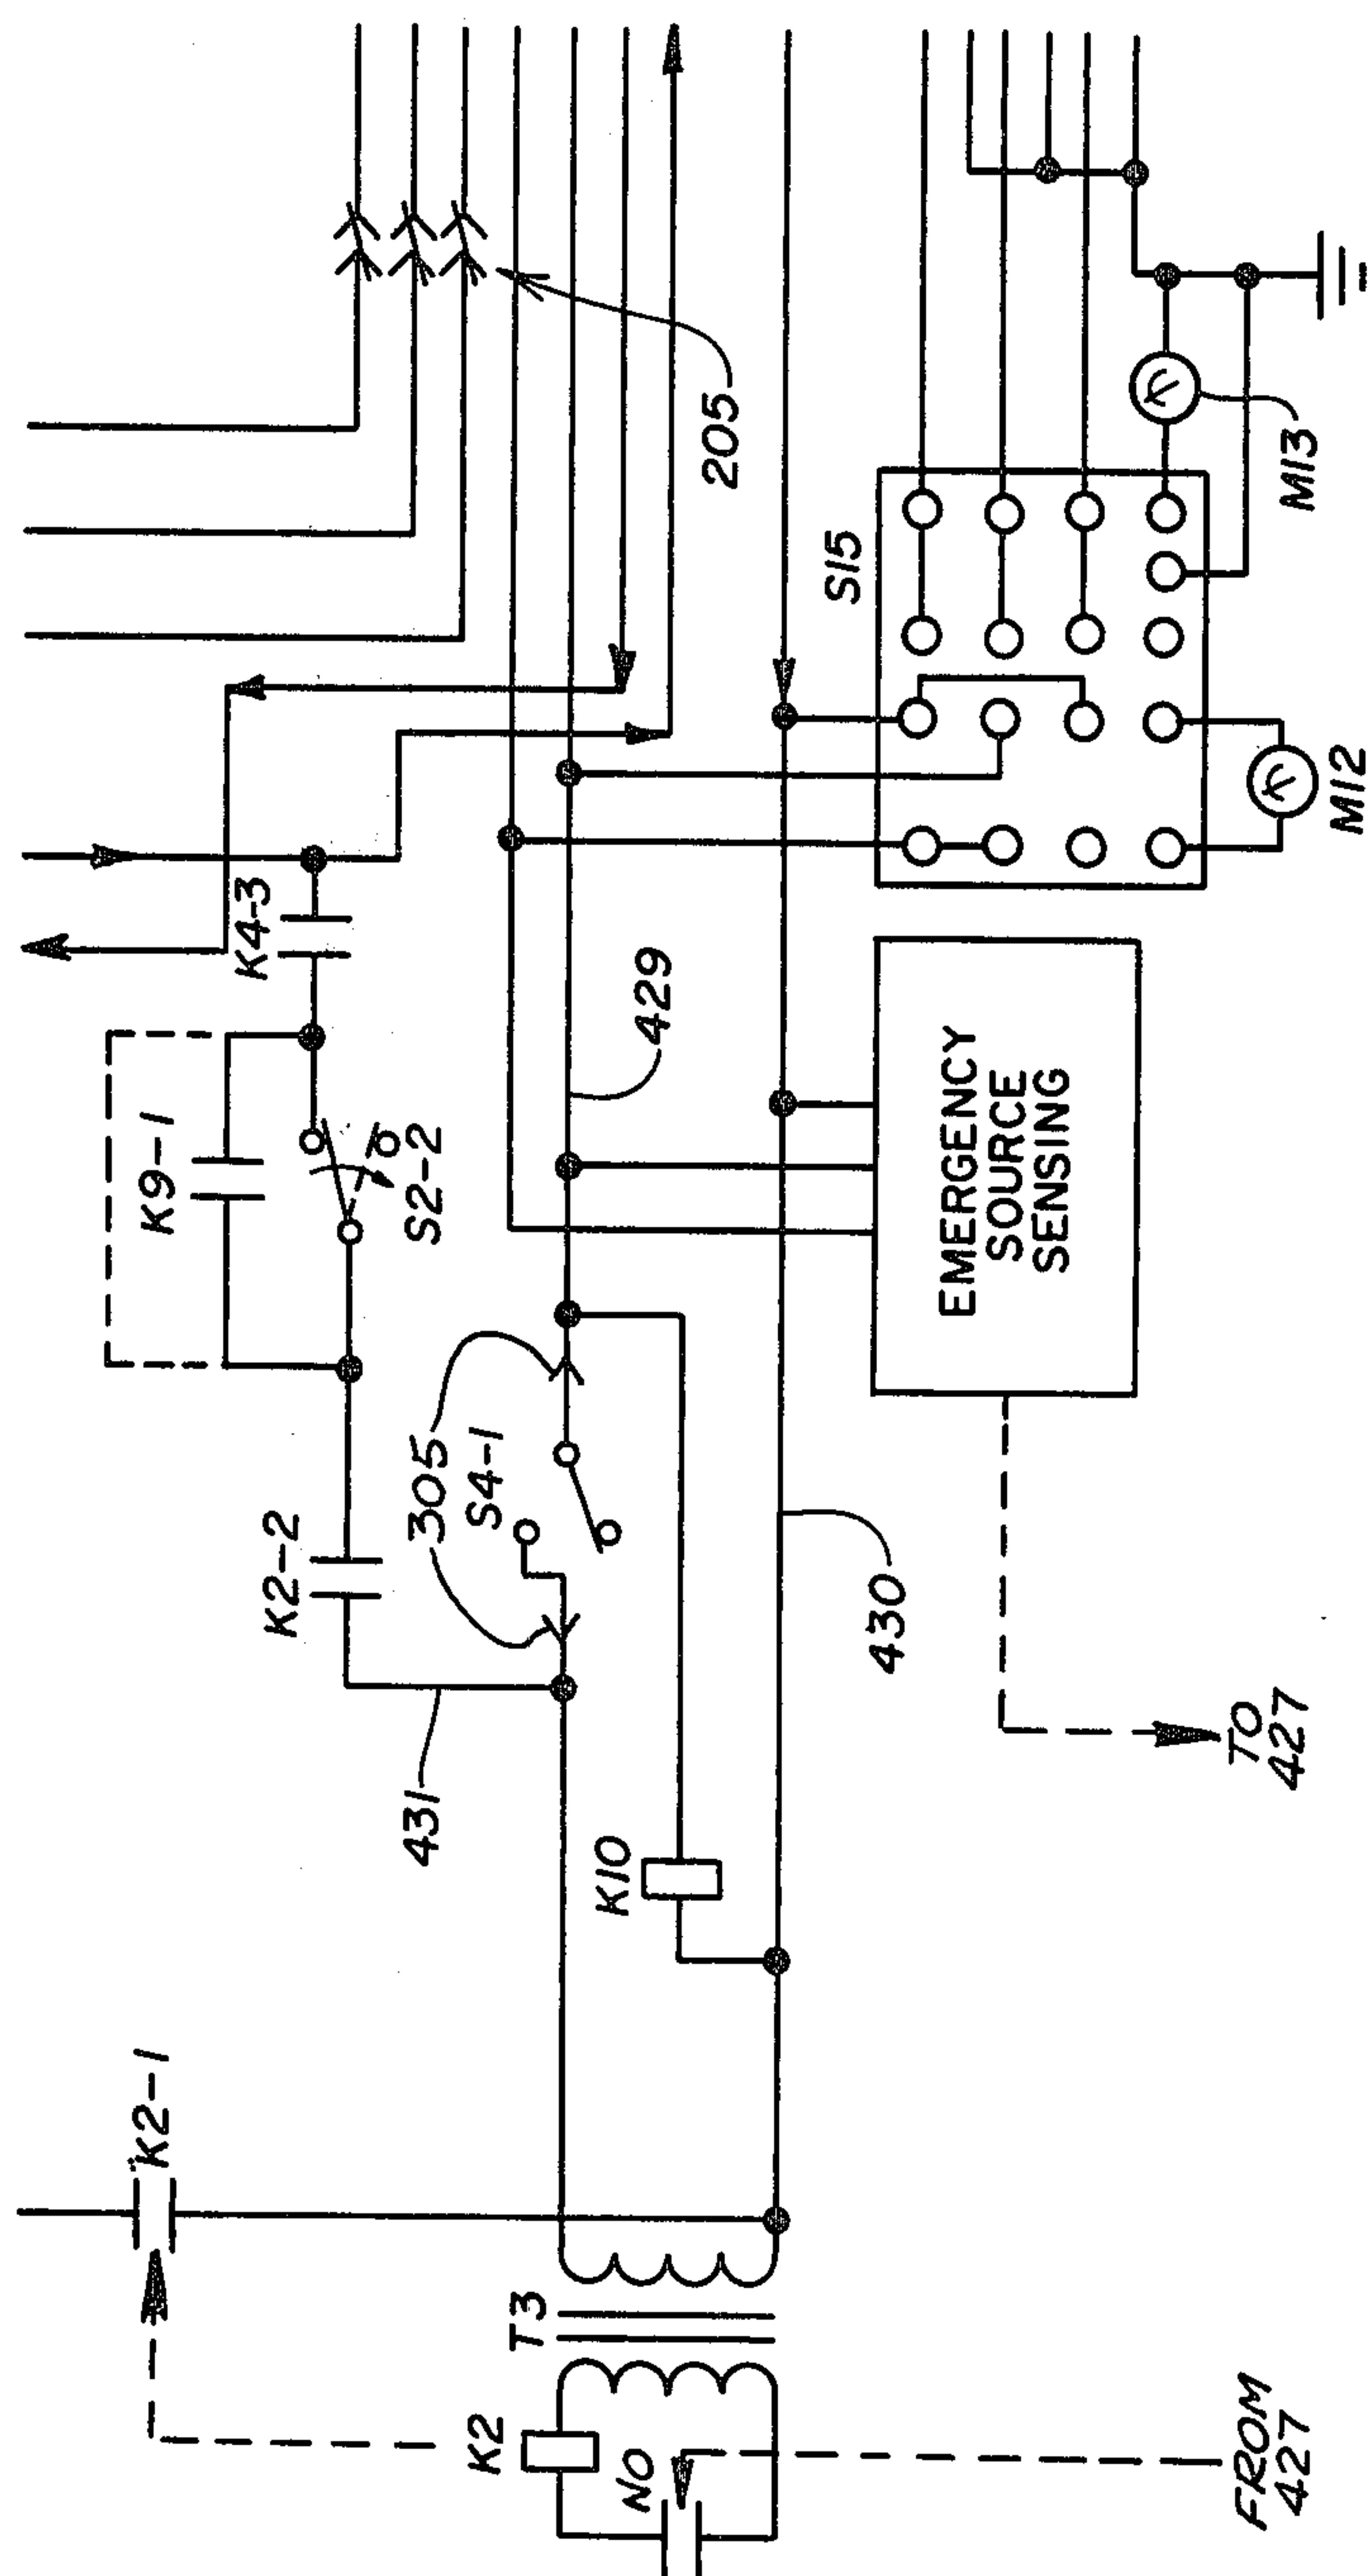 K2-1
K2
T3
NO
FROM
427
431
K10
K2-2
305
S4-1
430
TO
427
K9-1
S2-2
K4-3
429
EMERGENCY
SOURCE
SENSING
205
S15
M12
M13